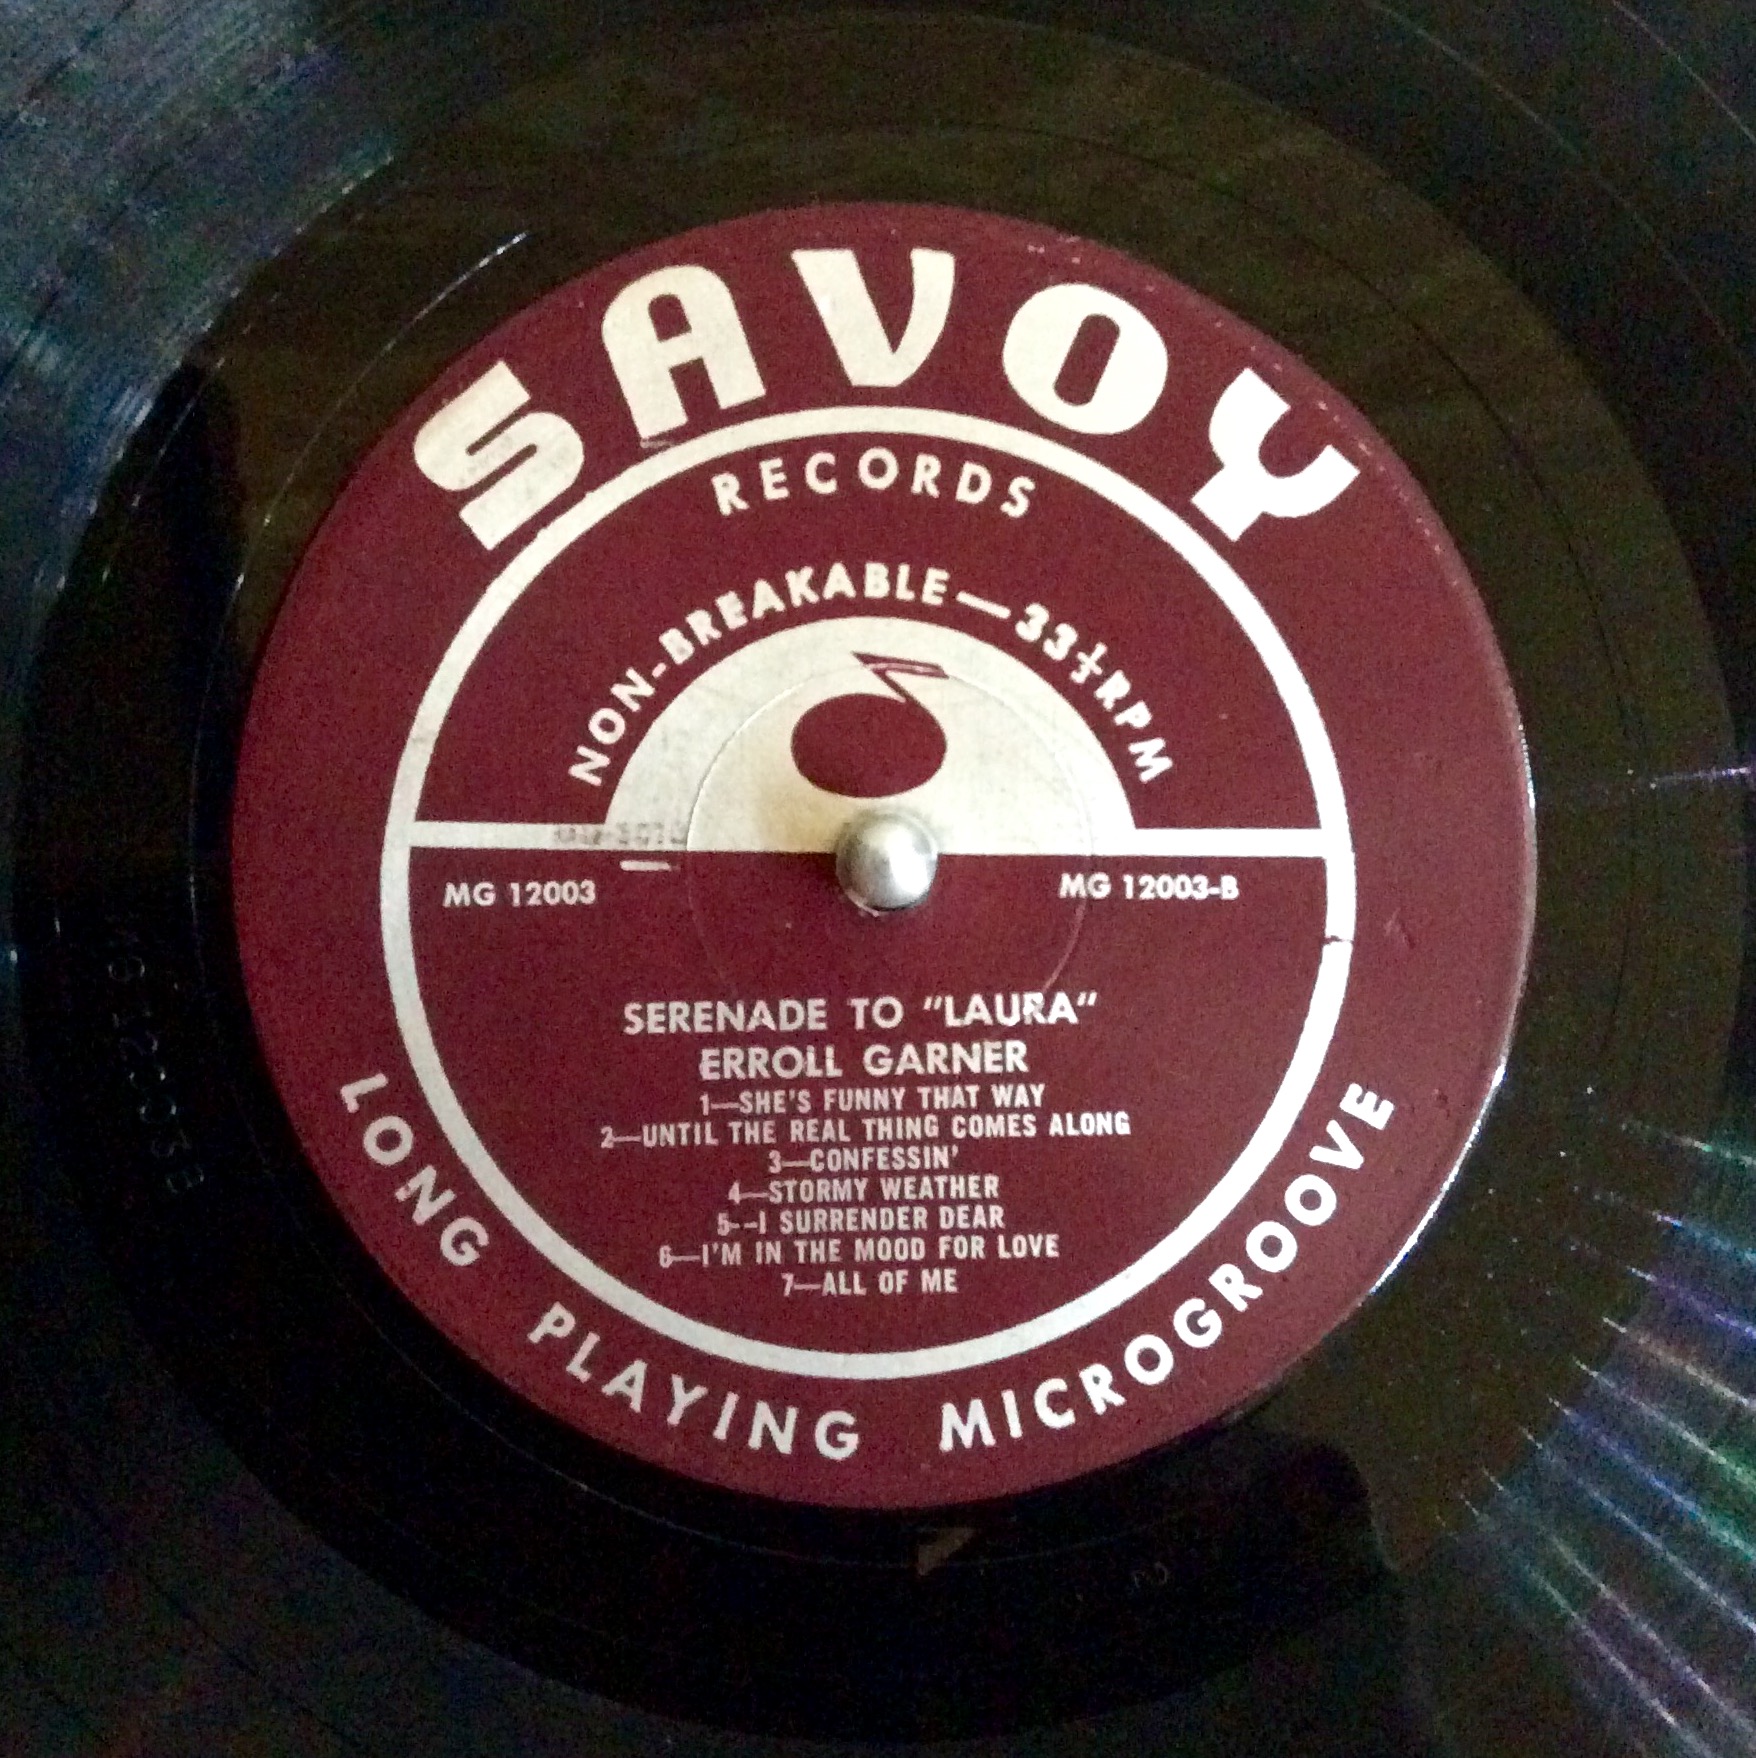 SAVOY
RECORDS
NON-BREAKABLE—33⅓RPM
MG 12003
MG 12003-B
SERENADE TO "LAURA"
ERROLL GARNER
1—SHE'S FUNNY THAT WAY
2—UNTIL THE REAL THING COMES ALONG
3—CONFESSIN'
4—STORMY WEATHER
5--I SURRENDER DEAR
6—I'M IN THE MOOD FOR LOVE
7—ALL OF ME
LONG PLAYING MICROGROOVE